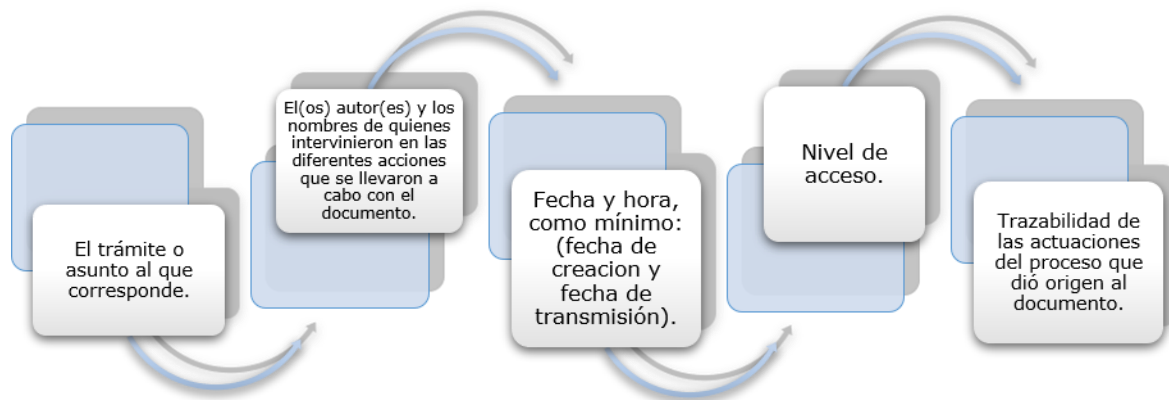 El trámite o
asunto al que
corresponde.
El(os) autor(es) y los
nombres de quienes
intervinieron en las
diferentes acciones
que se llevaron a
cabo con el
documento.
Fecha y hora,
como mínimo:
(fecha de
creacion y
fecha de
transmisión).
Nivel de
acceso.
Trazabilidad de
las actuaciones
del proceso que
dió origen al
documento.